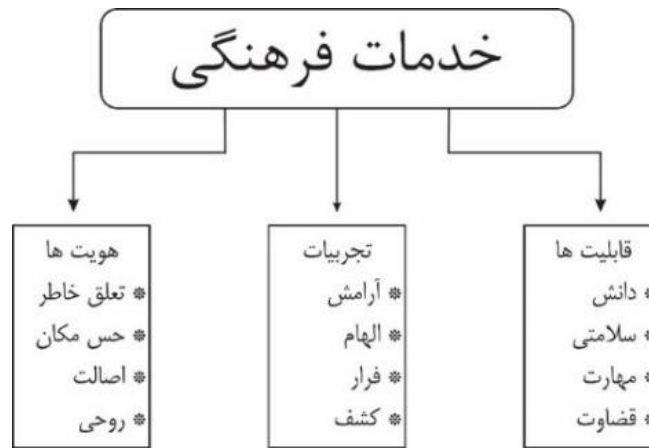 خدمات فرهنگی
قابلیت ها
* دانش
* سلامتی
* مهارت
* قضاوت
تجربیات
* آرامش
* الهام
* فرار
* کشف
هویت ها
* تعلق خاطر
* حس مکان
* اصالت
* روحی